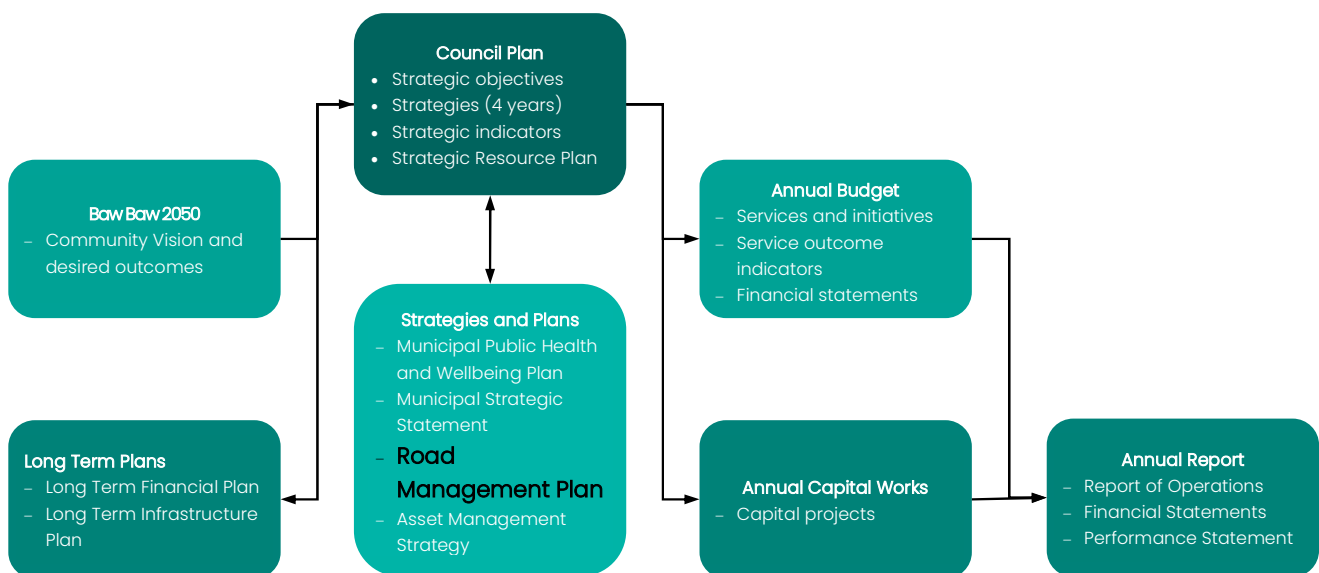 Council Plan
• Strategic objectives
• Strategies (4 years)
• Strategic indicators
• Strategic Resource Plan
Baw Baw 2050
– Community Vision and
desired outcomes
Annual Budget
– Services and initiatives
– Service outcome
indicators
– Financial statements
Strategies and Plans
– Municipal Public Health
and Wellbeing Plan
– Municipal Strategic
Statement
– Road
Management Plan
– Asset Management
Strategy
Long Term Plans
– Long Term Financial Plan
– Long Term Infrastructure
Plan
Annual Capital Works
– Capital projects
Annual Report
– Report of Operations
– Financial Statements
– Performance Statement